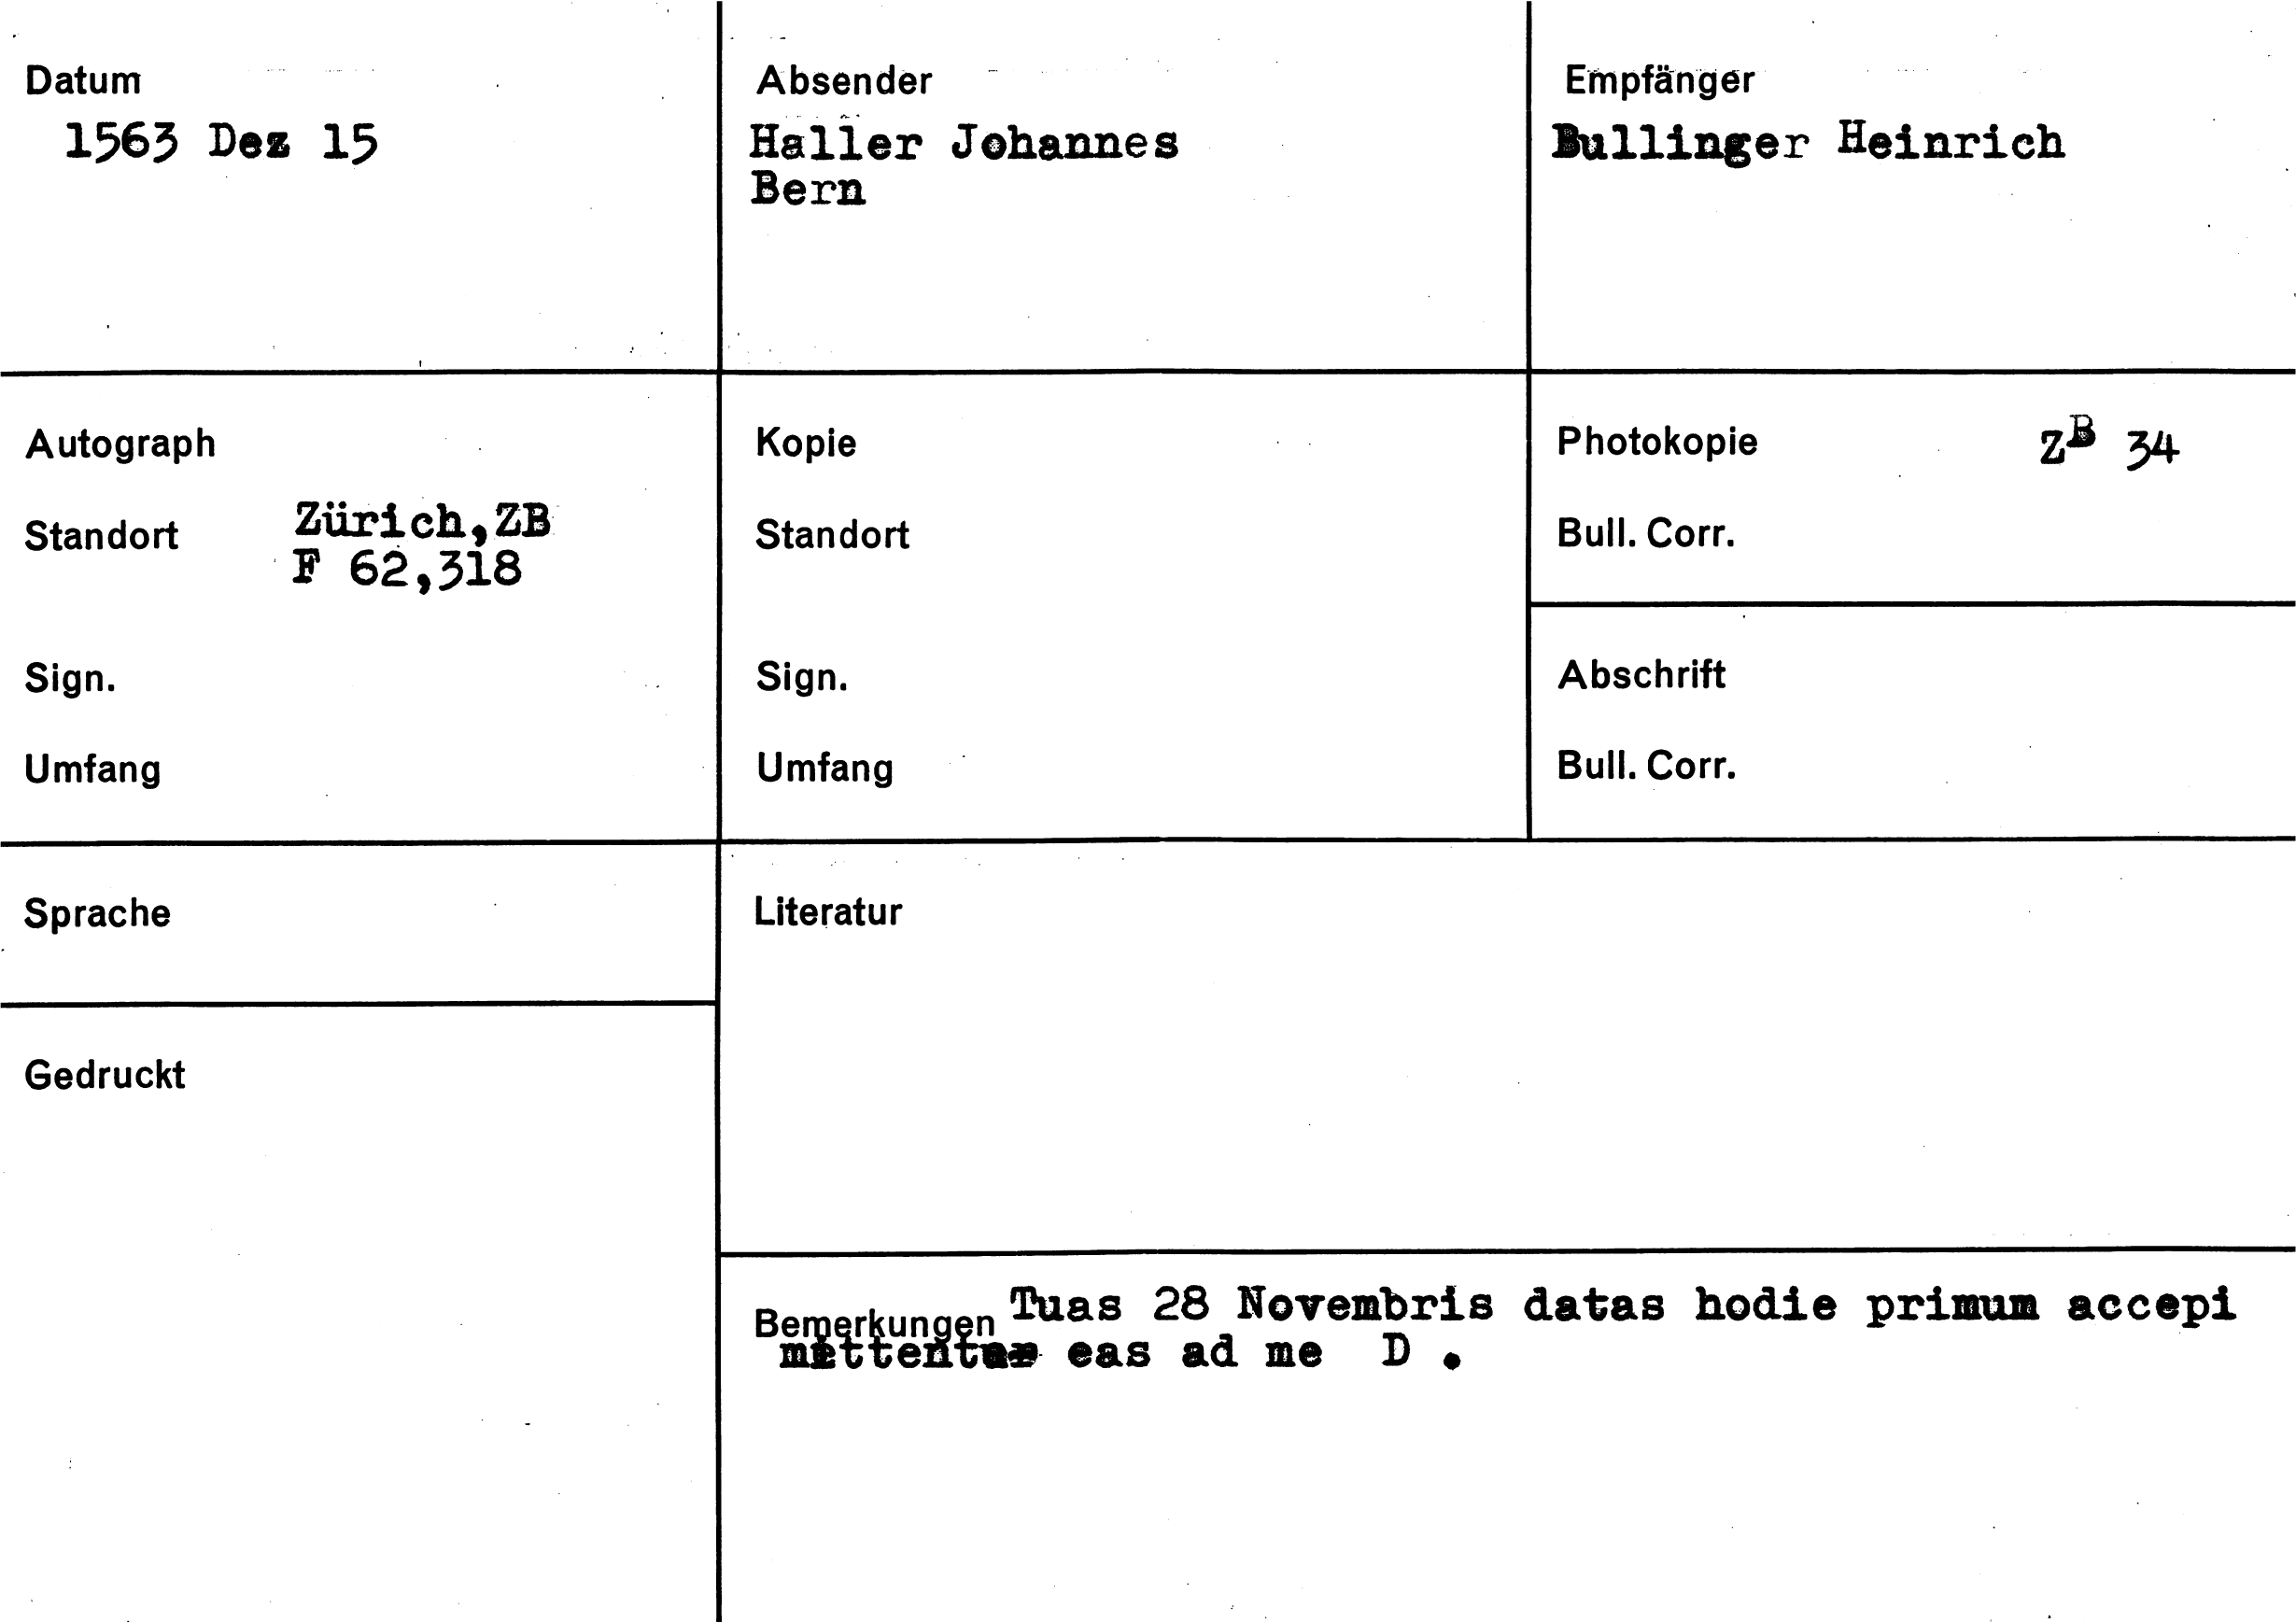 Datum
1563 Dez 15
Absender
Haller Johannes
Bern
Empfänger
Bullinger Heinrich
Autograph
Standort Zürich,ZB
F 62,318
Sign.
Umfang
Kopie
Standort
Sign.
Umfang
Photokopie ZB 34
Bull. Corr.
Abschrift
Bull. Corr.
Sprache
Gedruckt
Literatur
Bemerkungen Tuas 28 Novembris datas hodie primum accepi
eas ad me D .